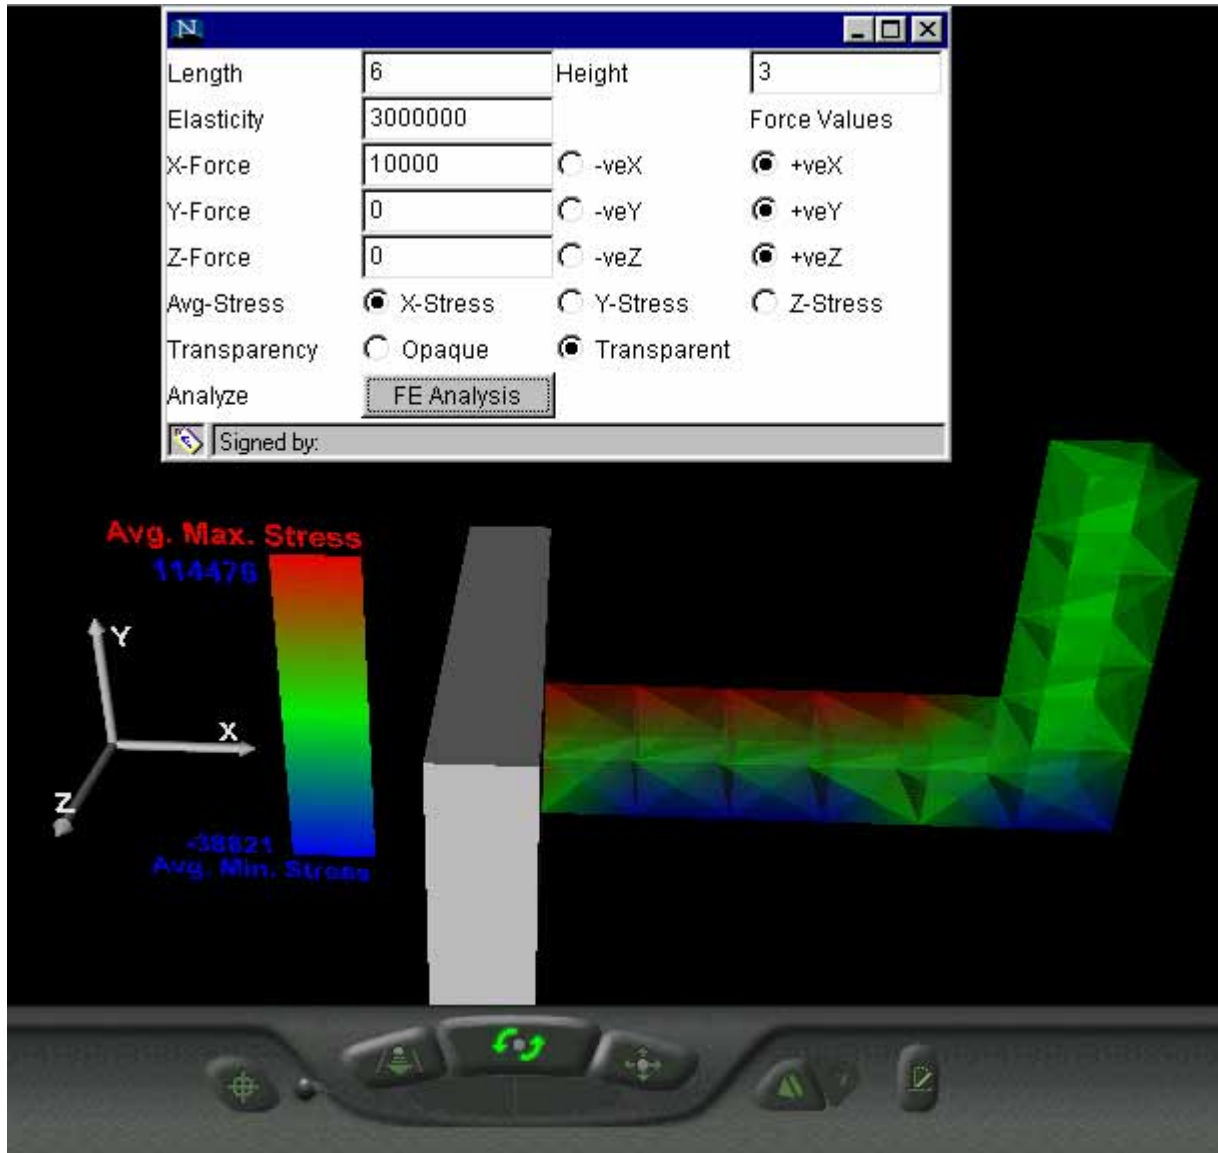 N
Length 6 Height 3
Elasticity 3000000 Force Values
X-Force 10000 -veX +veX
Y-Force 0 -veY +veY
Z-Force 0 -veZ +veZ
Avg-Stress X-Stress Y-Stress Z-Stress
Transparency Opaque Transparent
Analyze FE Analysis
Signed by:
Avg. Max. Stress
114476
Y
X
Z
-38821
Avg. Min. Stress